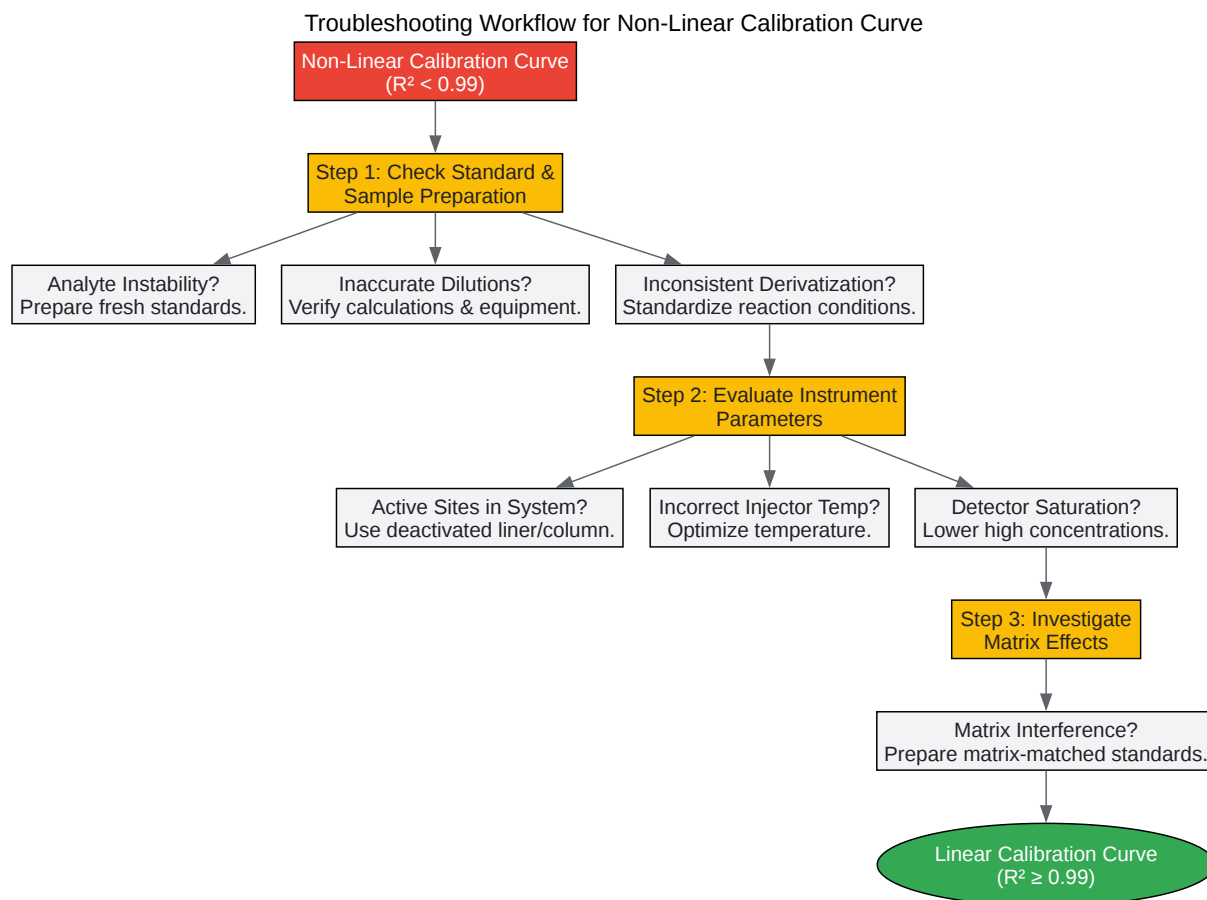 Troubleshooting Workflow for Non-Linear Calibration Curve
Non-Linear Calibration Curve
(R² < 0.99)
Step 1: Check Standard &
Sample Preparation
Analyte Instability?
Prepare fresh standards.
Inaccurate Dilutions?
Verify calculations & equipment.
Inconsistent Derivatization?
Standardize reaction conditions.
Step 2: Evaluate Instrument
Parameters
Active Sites in System?
Use deactivated liner/column.
Incorrect Injector Temp?
Optimize temperature.
Detector Saturation?
Lower high concentrations.
Step 3: Investigate
Matrix Effects
Matrix Interference?
Prepare matrix-matched standards.
Linear Calibration Curve
(R² ≥ 0.99)